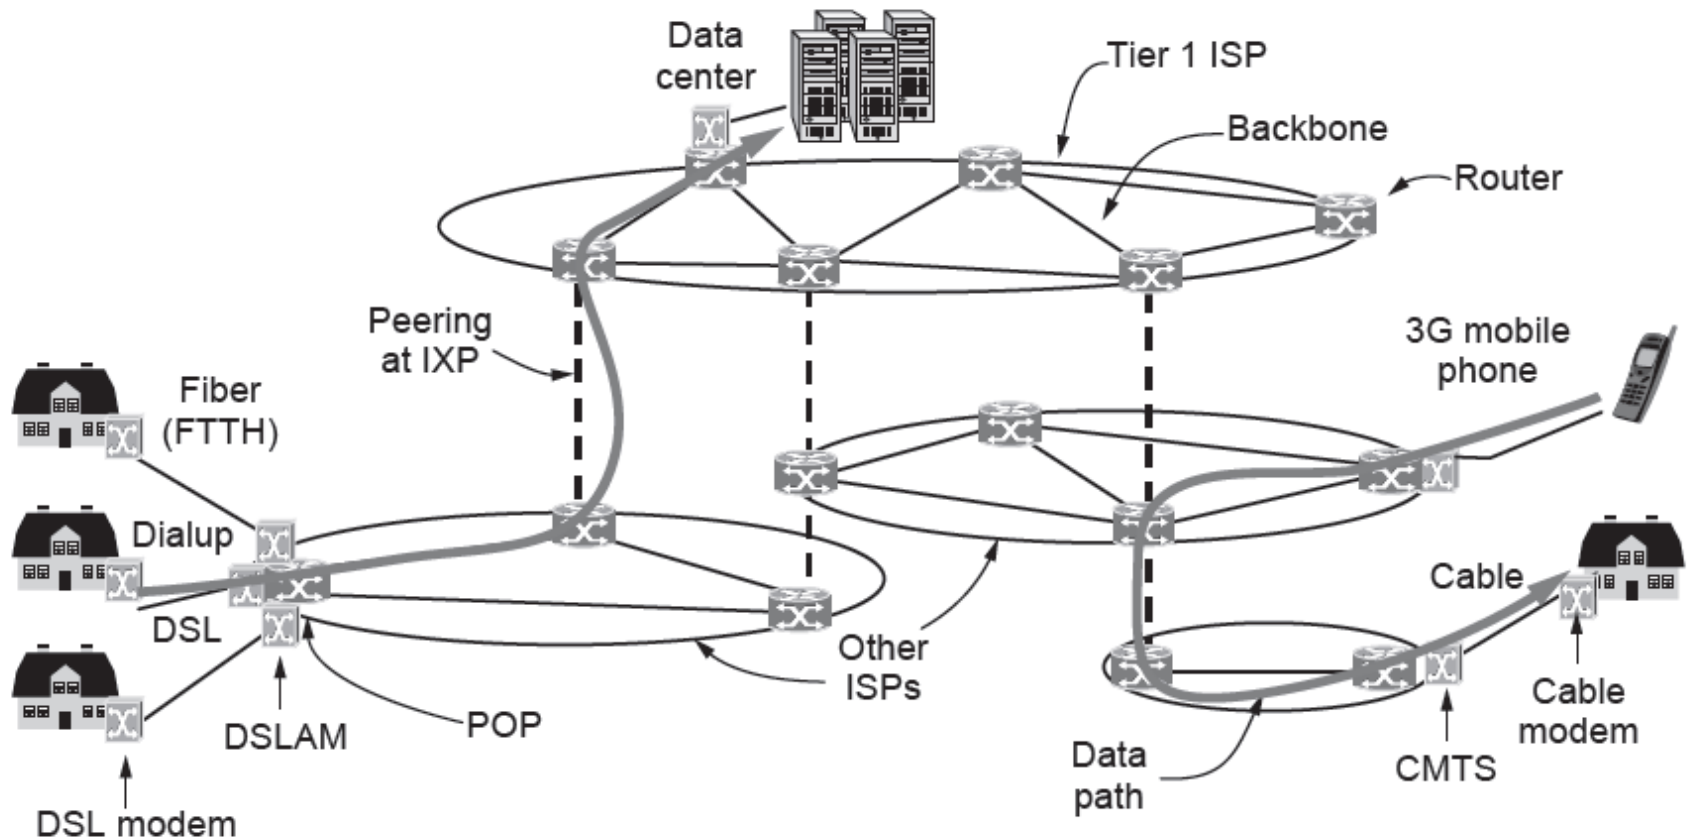 Data
center
Tier 1 ISP
Backbone
Router
Peering
at IXP
3G mobile
phone
Fiber
(FTTH)
Dialup
DSL
Cable
Other
ISPs
POP
DSLAM
DSL modem
Data
path
CMTS
Cable
modem